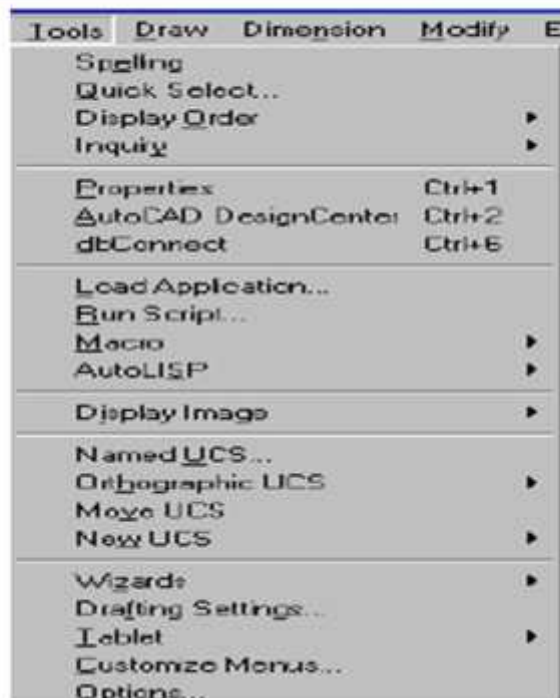 Tools Draw Dimension Modify E
Spelling
Quick Select...
Display Order
Inquiry
Properties Ctrl+1
AutoCAD DesignCenter Ctrl+2
dbConnect Ctrl+6
Load Application...
Run Script...
Macro
AutoLISP
Display Image
Named UCS...
Orthographic UCS
Move UCS
New UCS
Wizards
Drafting Settings...
Tablet
Customize Menus...
Options...